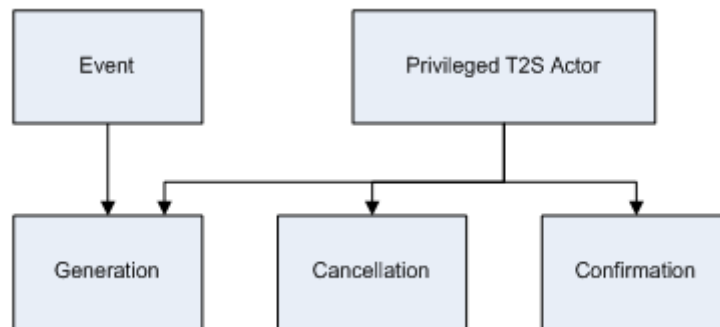 Event
Privileged T2S Actor
Generation
Cancellation
Confirmation